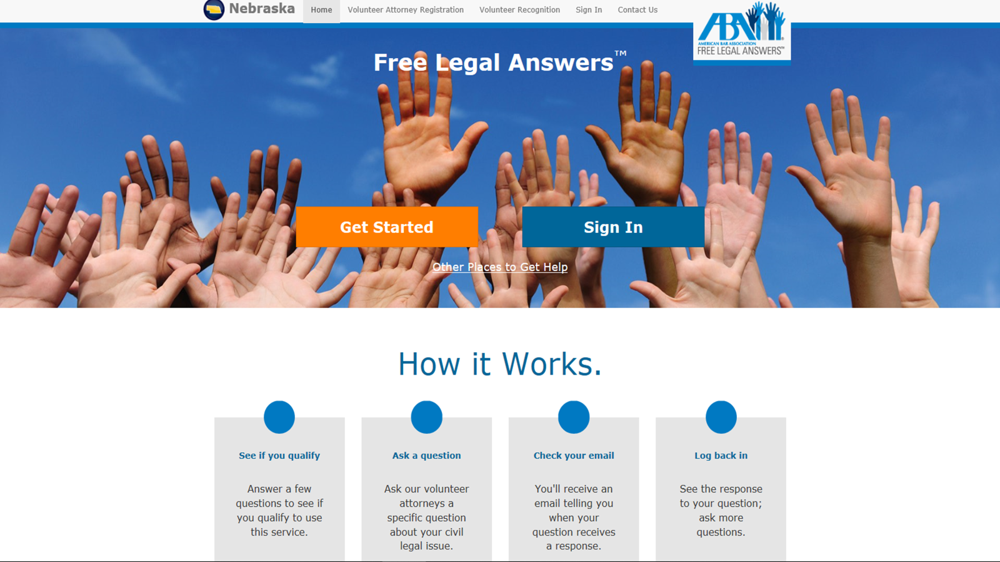 Nebraska
Home
Volunteer Attorney Registration
Volunteer Recognition
Sign In
Contact Us
ABA
AMERICAN BAR ASSOCIATION
FREE LEGAL ANSWERS™
Free Legal Answers™
Get Started
Sign In
Other Places to Get Help
How it Works.
See if you qualify
Answer a few
questions to see if
you qualify to use
this service.
Ask a question
Ask our volunteer
attorneys a
specific question
about your civil
legal issue.
Check your email
You'll receive an
email telling you
when your
question receives
a response.
Log back in
See the response
to your question;
ask more
questions.